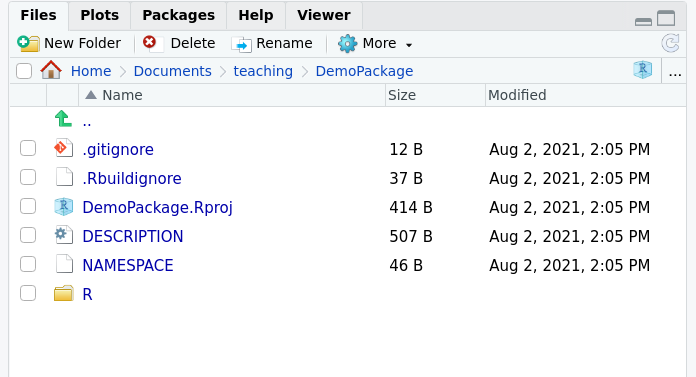 Files Plots Packages Help Viewer
New Folder Delete Rename More
Home Documents teaching DemoPackage ...
Name Size Modified
..
.gitignore 12 B Aug 2, 2021, 2:05 PM
.Rbuildignore 37 B Aug 2, 2021, 2:05 PM
DemoPackage.Rproj 414 B Aug 2, 2021, 2:05 PM
DESCRIPTION 507 B Aug 2, 2021, 2:05 PM
NAMESPACE 46 B Aug 2, 2021, 2:05 PM
R